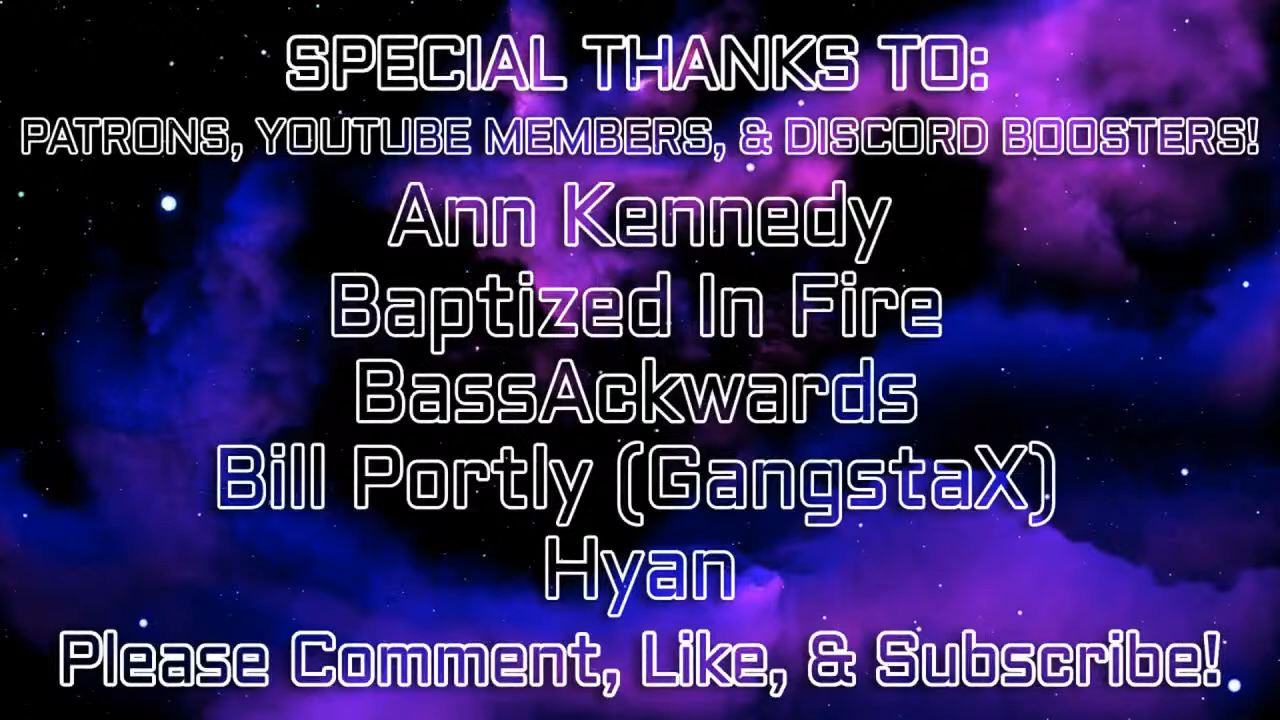 SPECIAL THANKS TO:
PATRONS, YOUTUBE MEMBERS, & DISCORD BOOSTERS!
Ann Kennedy
Baptized In Fire
BassAckwards
Bill Portly (GangstaX)
Hyan
Please Comment, Like, & Subscribe!